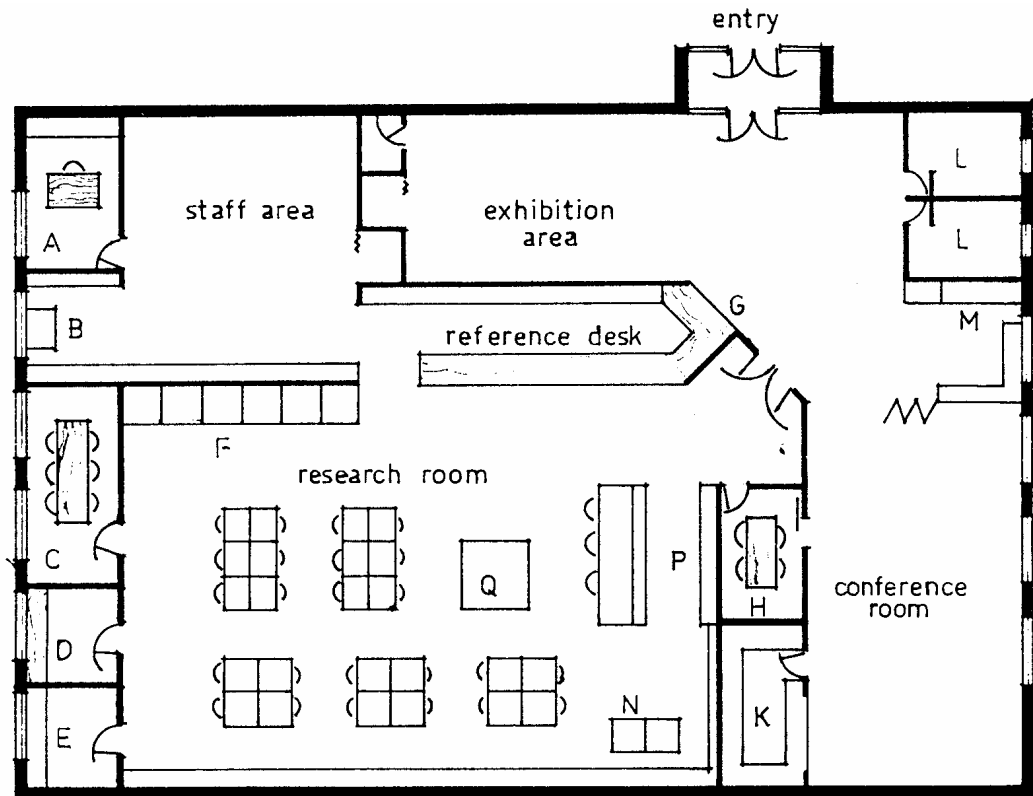 entry
L
staff area
exhibition
area
A
L
G
B
reference desk
M
F
research room
C
P
Q
conference
room
H
D
N
E
K